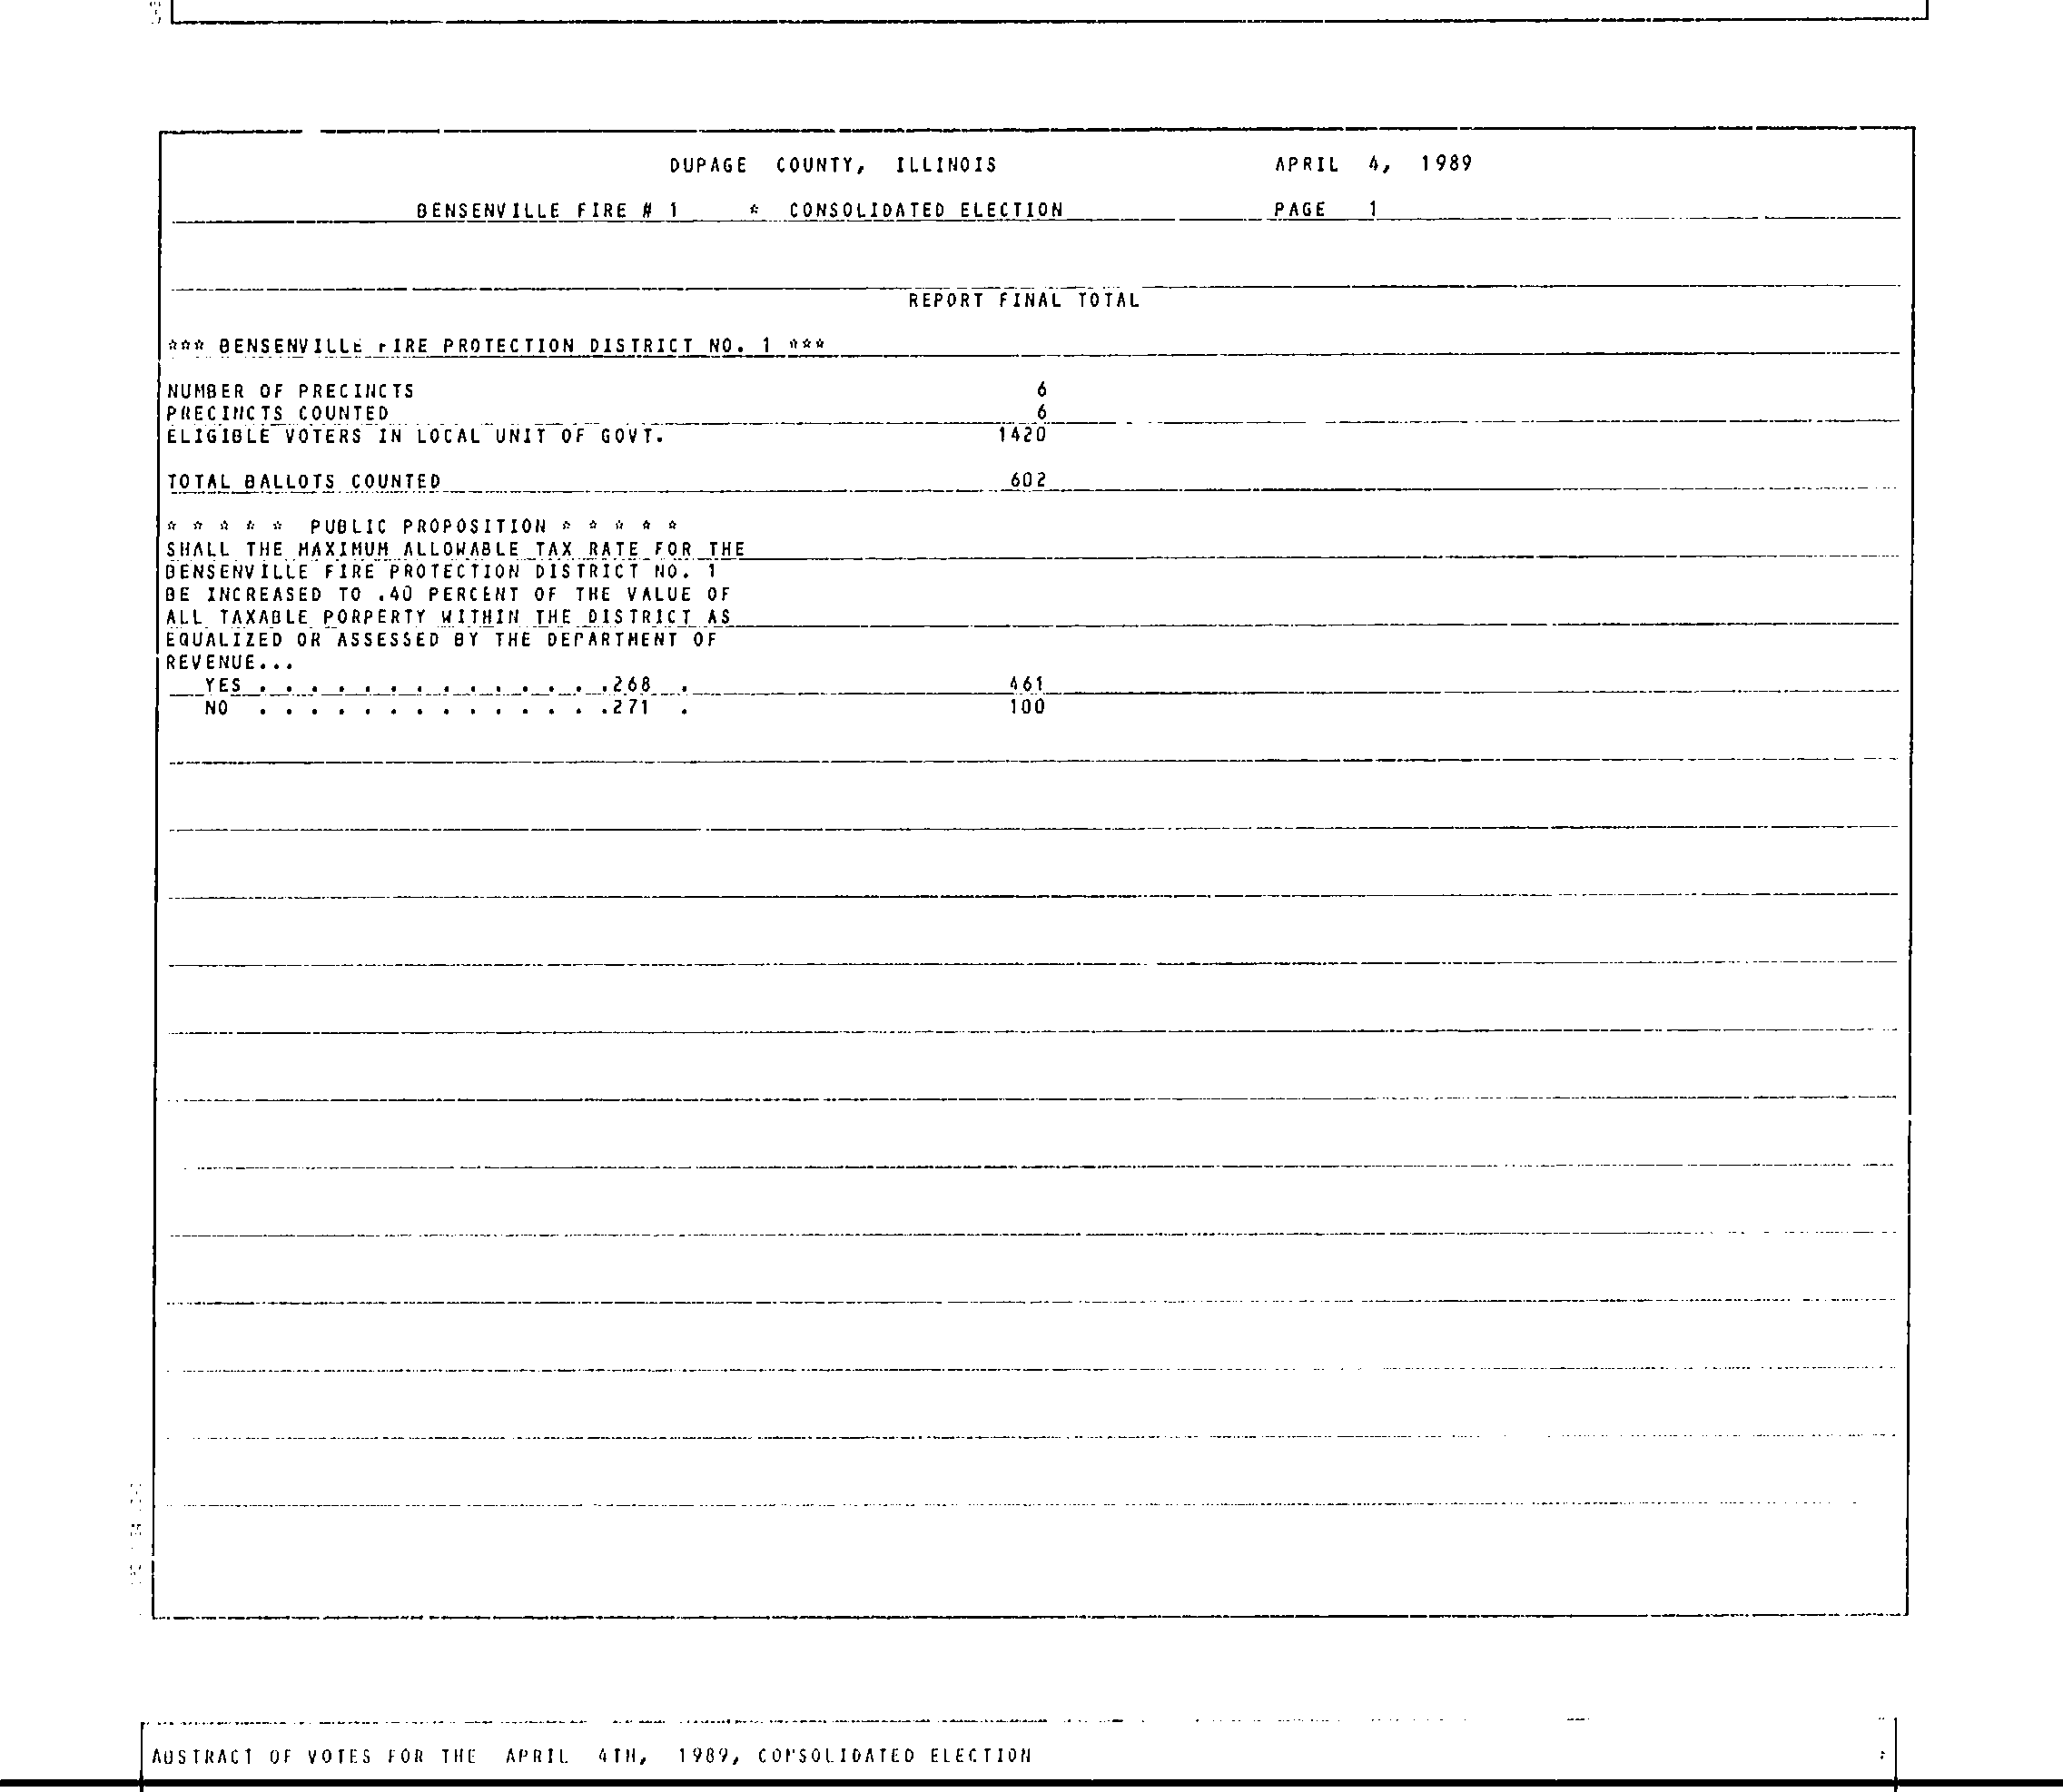 DUPAGE COUNTY, ILLINOIS APRIL 4, 1989
BENSENVILLE FIRE # 1 * CONSOLIDATED ELECTION PAGE 1
REPORT FINAL TOTAL
*** BENSENVILLE FIRE PROTECTION DISTRICT NO. 1 ***
NUMBER OF PRECINCTS 6
PRECINCTS COUNTED 6
ELIGIBLE VOTERS IN LOCAL UNIT OF GOVT. 1420
TOTAL BALLOTS COUNTED 602
* * * * * PUBLIC PROPOSITION * * * * *
SHALL THE MAXIMUM ALLOWABLE TAX RATE FOR THE
BENSENVILLE FIRE PROTECTION DISTRICT NO. 1
BE INCREASED TO .40 PERCENT OF THE VALUE OF
ALL TAXABLE PORPERTY WITHIN THE DISTRICT AS
EQUALIZED OR ASSESSED BY THE DEPARTMENT OF
REVENUE...
YES . . . . . . . . . . . . . .268 . 461
NO . . . . . . . . . . . . . .271 . 100
ABSTRACT OF VOTES FOR THE APRIL 4TH, 1989, CONSOLIDATED ELECTION